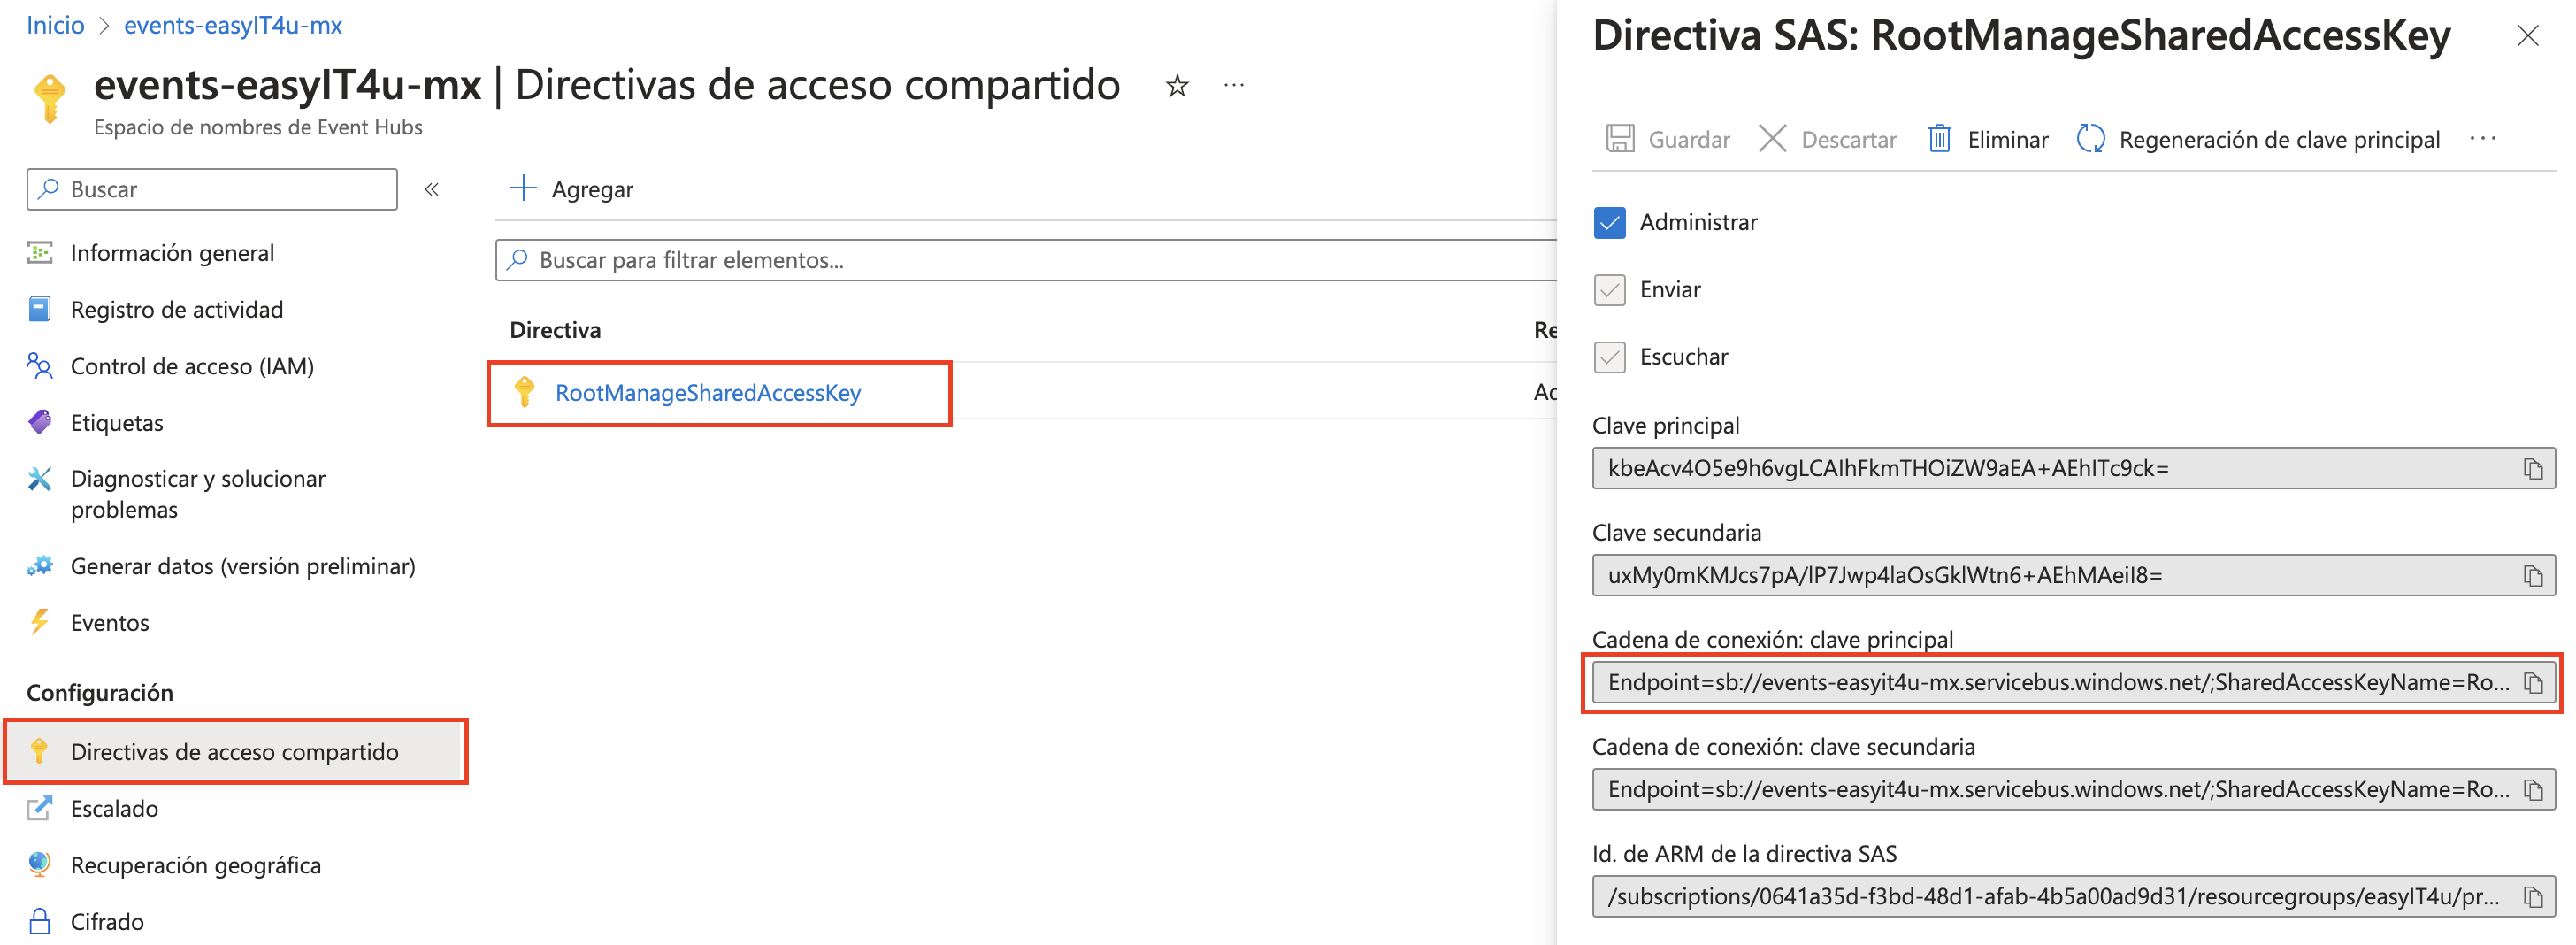 Inicio > events-easyIT4u-mx
events-easyIT4u-mx | Directivas de acceso compartido
Espacio de nombres de Event Hubs
Buscar
Información general
Registro de actividad
Control de acceso (IAM)
Etiquetas
Diagnosticar y solucionar
problemas
Generar datos (versión preliminar)
Eventos
Configuración
Directivas de acceso compartido
Escalado
Recuperación geográfica
Cifrado
Agregar
Buscar para filtrar elementos...
Directiva Re
RootManageSharedAccessKey Ac
Directiva SAS: RootManageSharedAccessKey
Guardar Descartar Eliminar Regeneración de clave principal ...
Administrar
Enviar
Escuchar
Clave principal
kbeAcv4O5e9h6vgLCAIhFkmTHOiZW9aEA+AEhITc9ck=
Clave secundaria
uxMy0mKMJcs7pA/lP7Jwp4laOsGklWtn6+AEhMAeiI8=
Cadena de conexión: clave principal
Endpoint=sb://events-easyit4u-mx.servicebus.windows.net/;SharedAccessKeyName=Ro...
Cadena de conexión: clave secundaria
Endpoint=sb://events-easyit4u-mx.servicebus.windows.net/;SharedAccessKeyName=Ro...
Id. de ARM de la directiva SAS
/subscriptions/0641a35d-f3bd-48d1-afab-4b5a00ad9d31/resourcegroups/easyIT4u/pr...